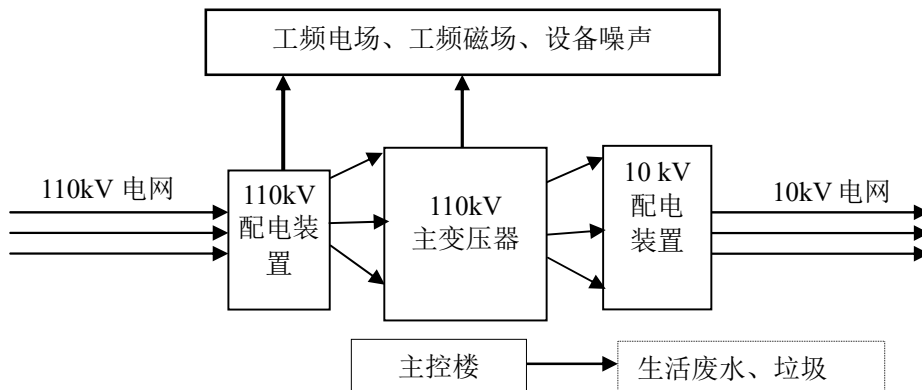 工频电场、工频磁场、设备噪声
110kV 电网
110kV
配电装
置
110kV
主变压器
10 kV
配电
装置
10kV 电网
主控楼
生活废水、垃圾